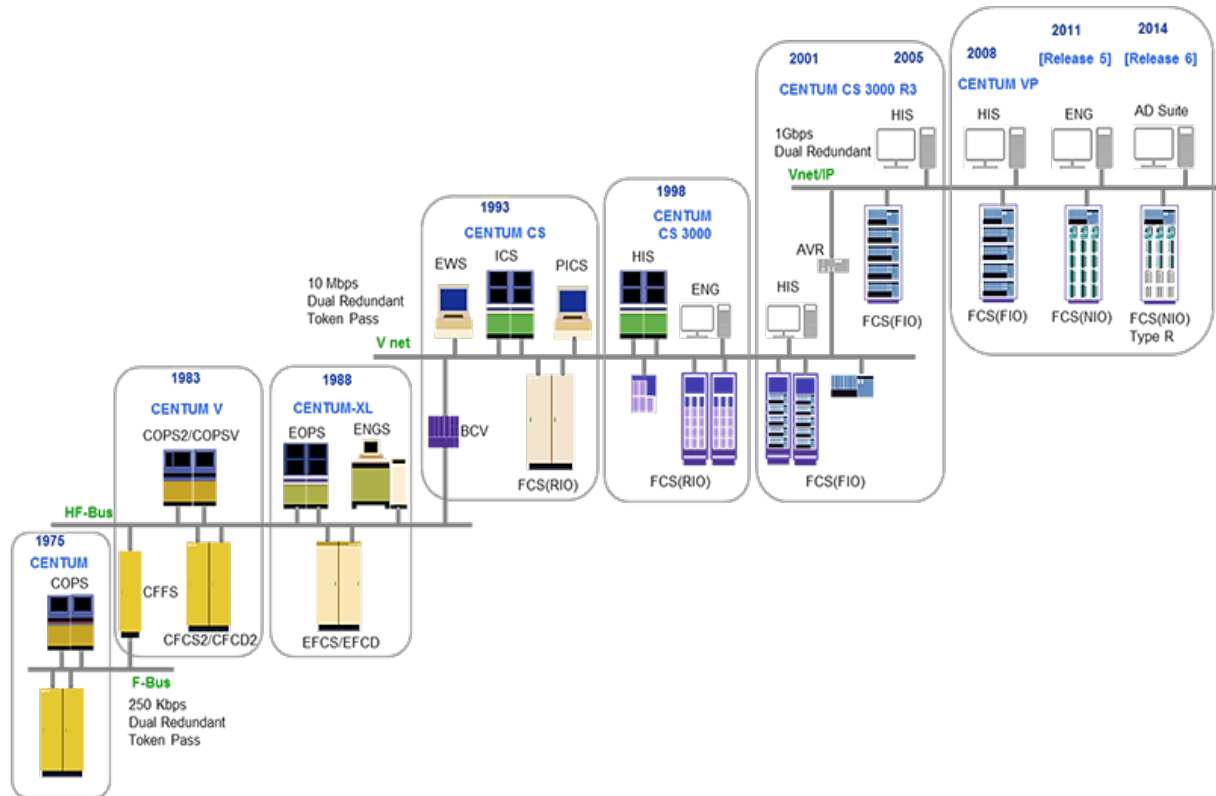 1975
CENTUM
COPS
F-Bus
250 Kbps
Dual Redundant
Token Pass
HF-Bus
1983
CENTUM V
COPS2/COPSV
CFFS
CFCS2/CFCD2
1988
CENTUM-XL
EOPS
ENGS
EFCS/EFCD
10 Mbps
Dual Redundant
Token Pass
V net
1993
CENTUM CS
EWS
ICS
PICS
BCV
FCS(RIO)
1998
CENTUM
CS 3000
HIS
ENG
FCS(RIO)
2001
2005
CENTUM CS 3000 R3
HIS
1Gbps
Dual Redundant
Vnet/IP
AVR
HIS
FCS(FIO)
FCS(FIO)
2008
CENTUM VP
2011
[Release 5]
2014
[Release 6]
HIS
ENG
AD Suite
FCS(FIO)
FCS(NIO)
FCS(NIO)
Type R